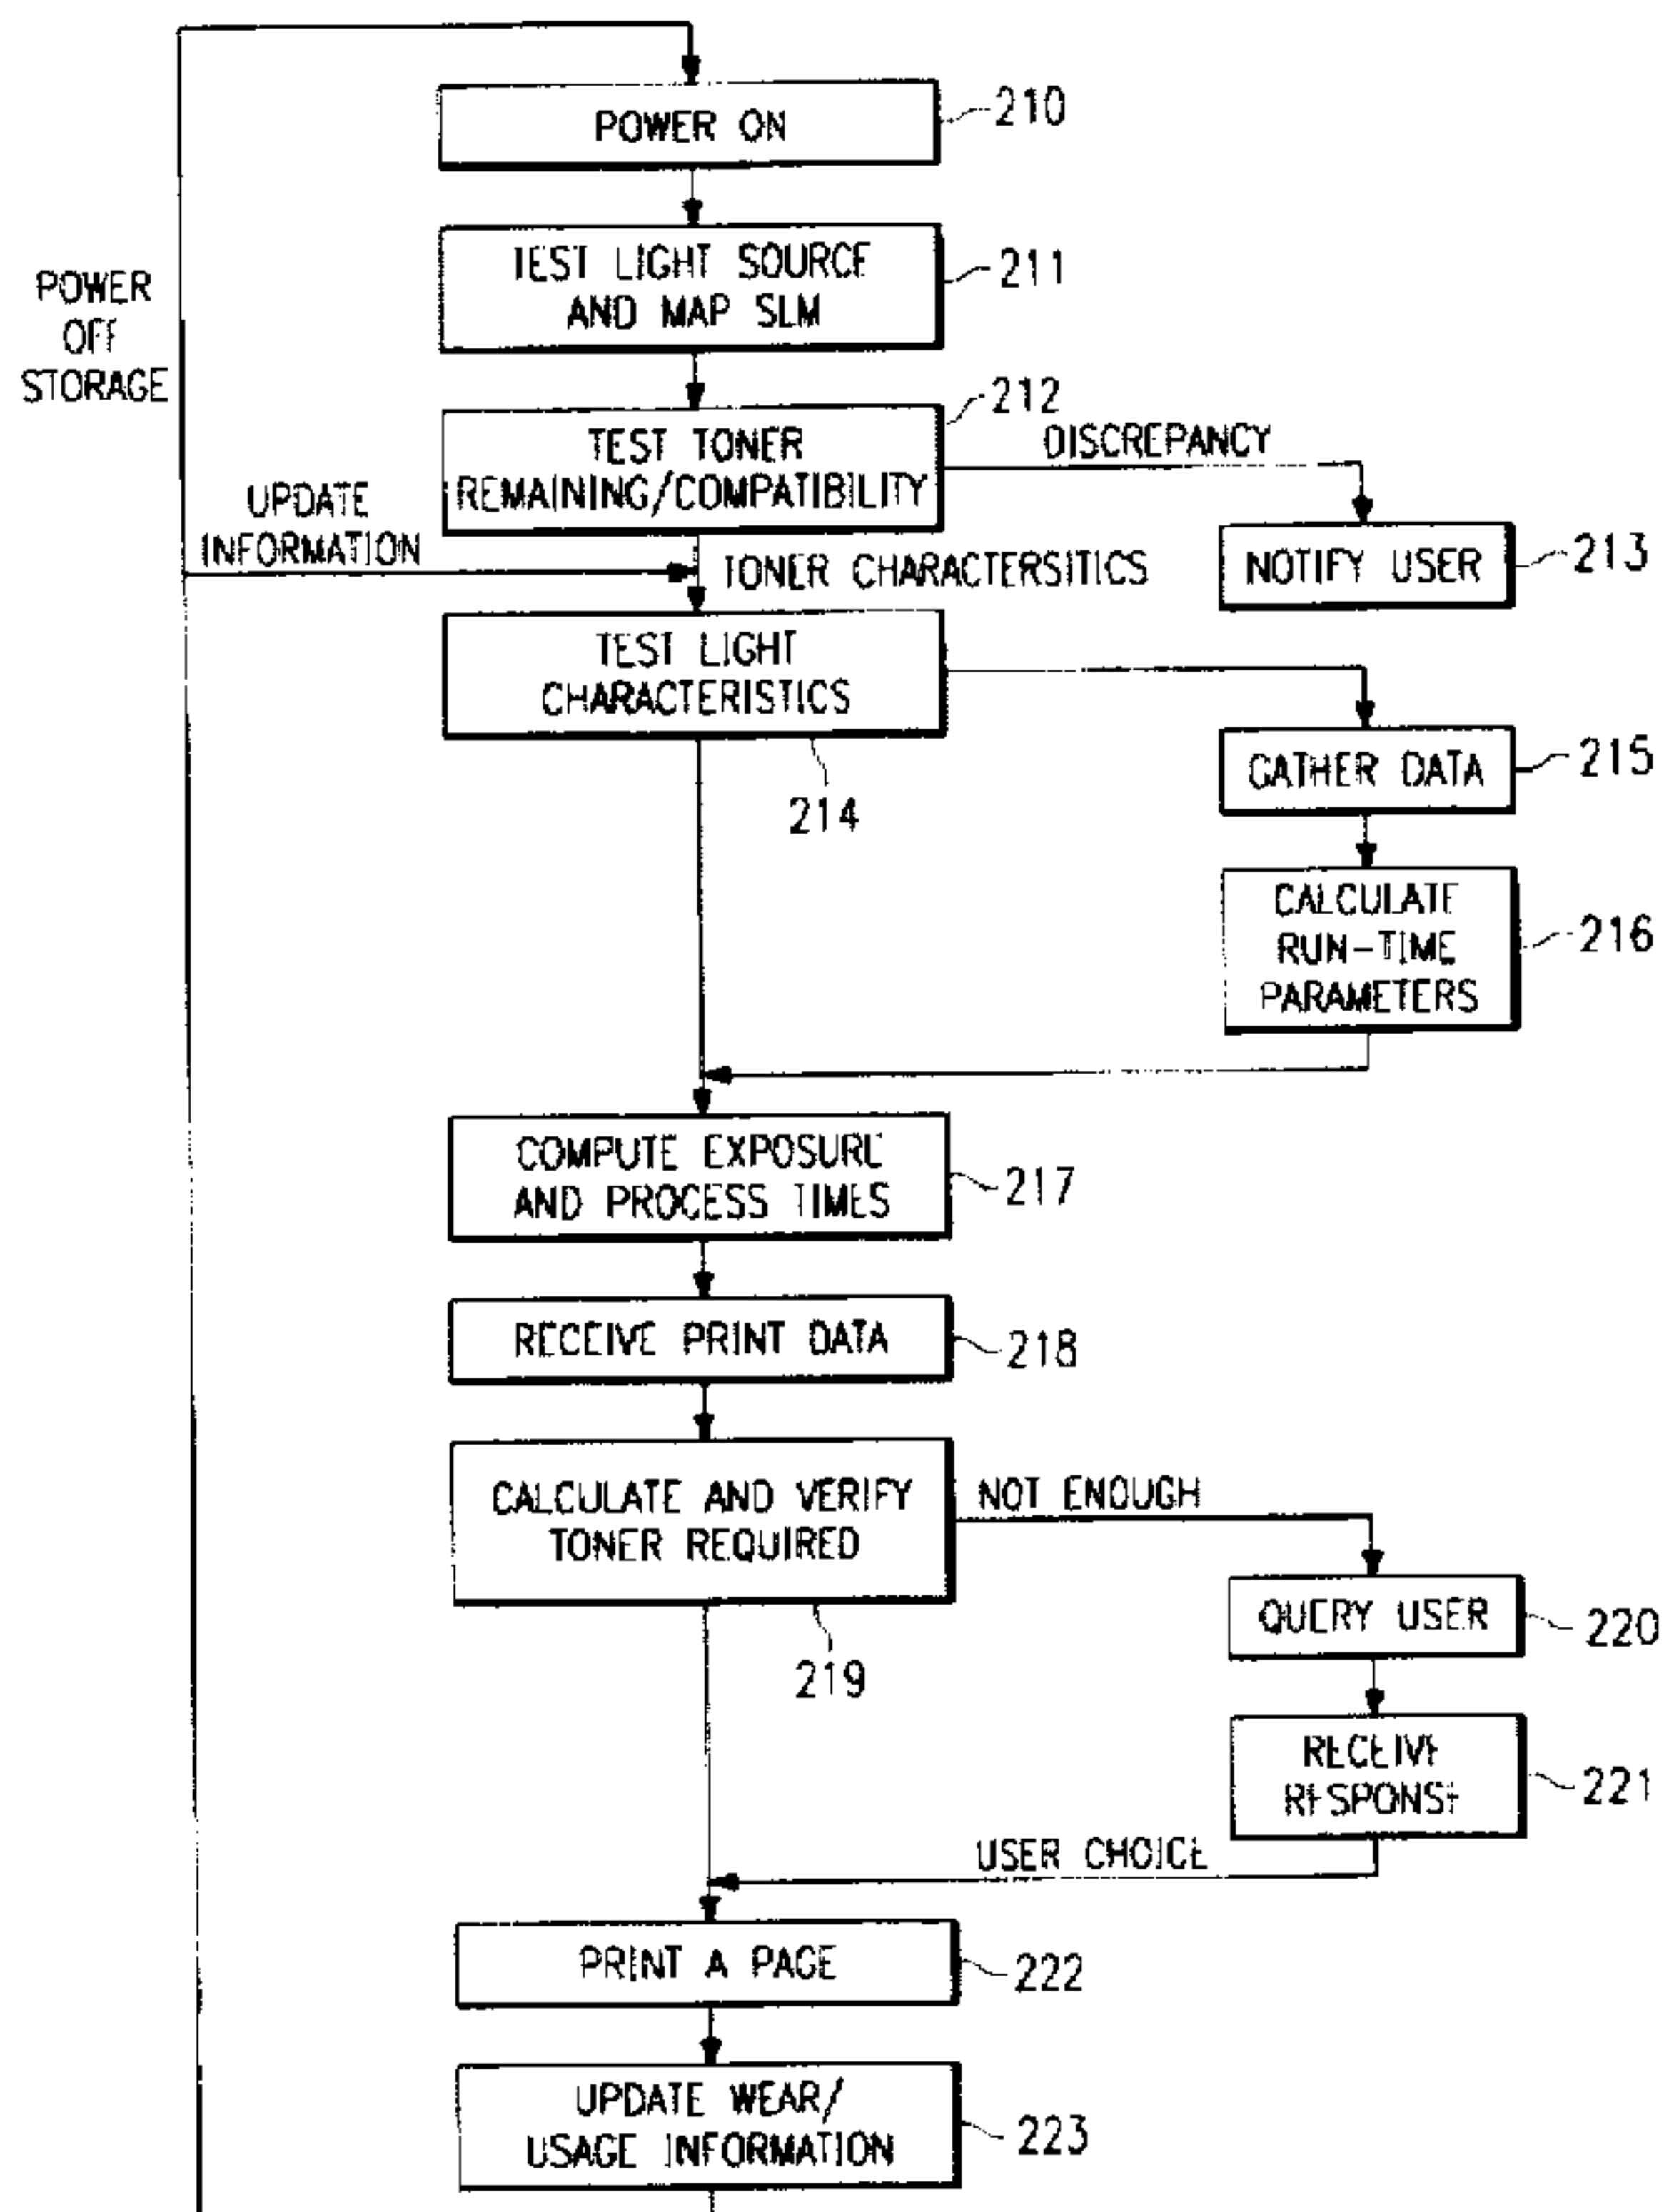 POWER ON
210
TEST LIGHT SOURCE
AND MAP SLM
211
POWER
OFF
STORAGE
TEST TONER
REMAINING/COMPATIBILITY
212
DISCREPANCY
NOTIFY USER
213
UPDATE
INFORMATION
TONER CHARACTERSITICS
TEST LIGHT
CHARACTERISTICS
214
GATHER DATA
215
CALCULATE
RUN-TIME
PARAMETERS
216
COMPUTE EXPOSURE
AND PROCESS TIMES
217
RECEIVE PRINT DATA
218
CALCULATE AND VERIFY
TONER REQUIRED
219
NOT ENOUGH
QUERY USER
220
RECEIVE
RESPONSE
221
USER CHOICE
PRINT A PAGE
222
UPDATE WEAR/
USAGE INFORMATION
223